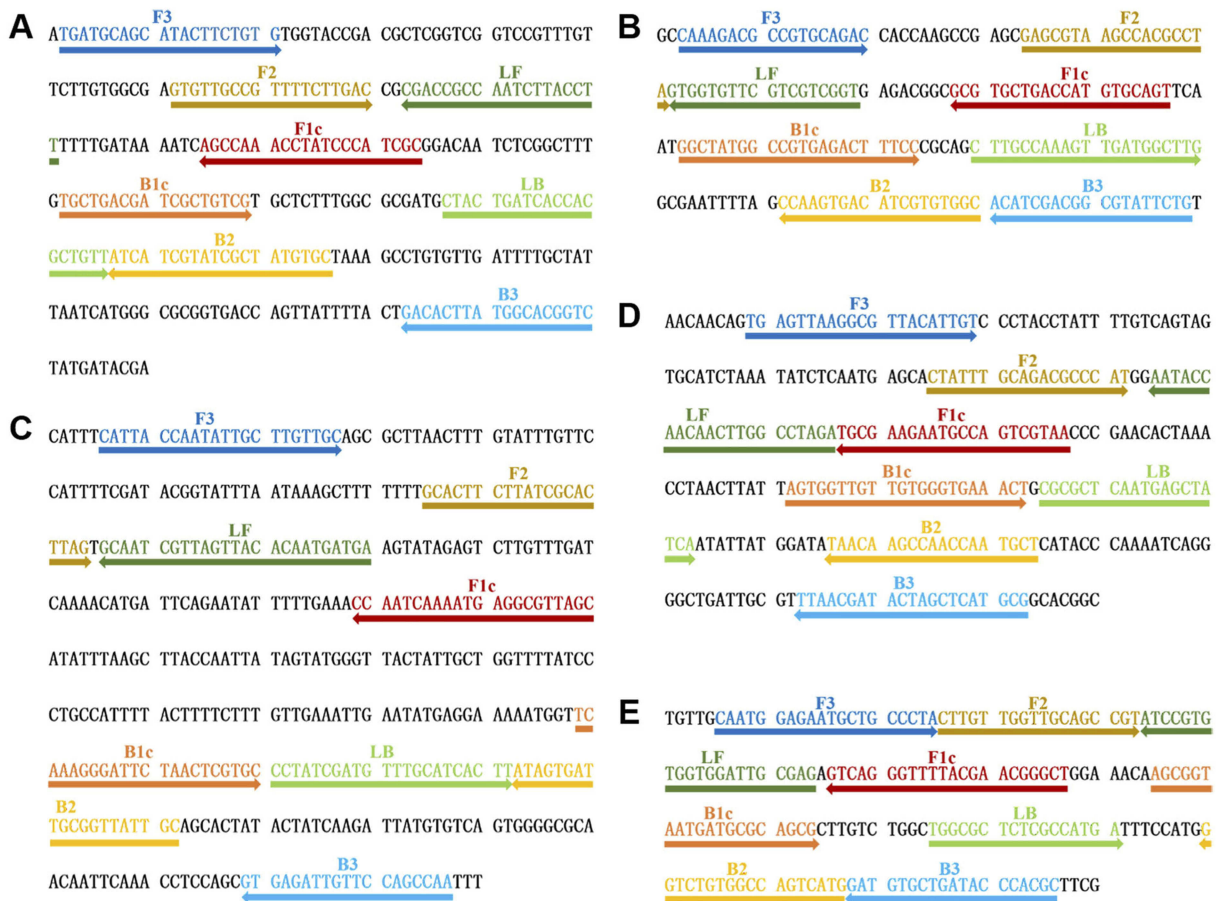 A
F3
ATGATGCAGC ATACTTCTGT GTGGTACCGA CGCTCGGTCG GTCCGTTTGT
F2 LF
TCTTGTGGCG AGTGTTGCCG TTTTCTTGAC CGCGACCGCC AATCTTACCT
F1c
TTTTTGATAA AATCAGCCAA ACCTATCCCA TCGCGGACAA TCTCGGCTTT
B1c LB
GTGCTGACGA TCGCTGTCGT GCTCTTTGGC GCGATGCTAC TGATCACCAC
B2
GCTGTTATCA TCGTATCGCT ATGTGCTAAA GCCTGTGTTG ATTTTGCTAT
B3
TAATCATGGG CGCGGTGACC AGTTATTTTA CTGACACTTA TGGCACGGTC
TATGATACGA
B
F3 F2
GCCAAAGACG CCGTGCAGAC CACCAAGCCG AGCGAGCGTA AGCCACGCCT
LF F1c
AGTGGTGTTC GTCGTCGGTG AGACGGCGCG TGCTGACCAT GTGCAGTTCA
B1c LB
ATGGCTATGG CCGTGAGACT TTCCCGCAGC TTGCCAAAGT TGATGGCTTG
B2 B3
GCGAATTTTA GCCAAGTGAC ATCGTGTGGC ACATCGACGG CGTATTCTGT
C
F3
CATTTCATTA CCAATATTGC TTGTTGCAGC GCTTAACTTT GTATTTGTTC
F2
CATTTTCGAT ACGGTATTTA ATAAAGCTTT TTTTGCACTT CTTATCGCAC
LF
TTAGTGCAAT CGTTAGTTAC ACAATGATGA AGTATAGAGT CTTGTTTGAT
F1c
CAAAACATGA TTCAGAATAT TTTTGAAACC AATCAAAATG AGGCGTTAGC
ATATTTAAGC TTACCAATTA TAGTATGGGT TACTATTGCT GGTTTTATCC
CTGCCATTTT ACTTTTCTTT GTTGAAATTG AATATGAGGA AAAATGGTTC
B1c LB
AAAGGGATTC TAACTCGTGC CCTATCGATG TTTGCATCAC TTATAGTGAT
B2
TGCGGTTATT GCAGCACTAT ACTATCAAGA TTATGTGTCA GTGGGGCGCA
B3
ACAATTCAAA CCTCCAGCGT GAGATTGTTC CAGCCAATTT
D
F3
AACAACAGTG AGTTAAGGCG TTACATTGTC CCTACCTATT TTGTCAGTAG
F2
TGCATCTAAA TATCTCAATG AGCACTATTT GCAGACGCCC ATGGAATACC
LF F1c
AACAACTTGG CCTAGATGCG AAGAATGCCA GTCGTAACCC GAACACTAAA
B1c LB
CCTAACTTAT TAGTGGTTGT TGTGGGTGAA ACTGCGCGCT CAATGAGCTA
B2
TCAATATTAT GGATATAACA AGCCAACCAA TGCTCATACC CAAAATCAGG
B3
GGCTGATTGC GTTTAACGAT ACTAGCTCAT GCGGCACGGC
E
F3 F2
TGTTGCAATG GAGAATGCTG CCCTACTTGT TGGTTGCAGC CGTATCCGTG
LF F1c
TGGTGGATTG CGAGAGTCAG GGTTTTACGA ACGGGCTGGA AACAAGCGGT
B1c LB
AATGATGCGC AGCGCTTGTC TGGCTGGCGC TCTCGCCATG ATTTCCATGG
B2 B3
GTCTGTGGCC AGTCATGGAT GTGCTGATAC CCACGCTTCG